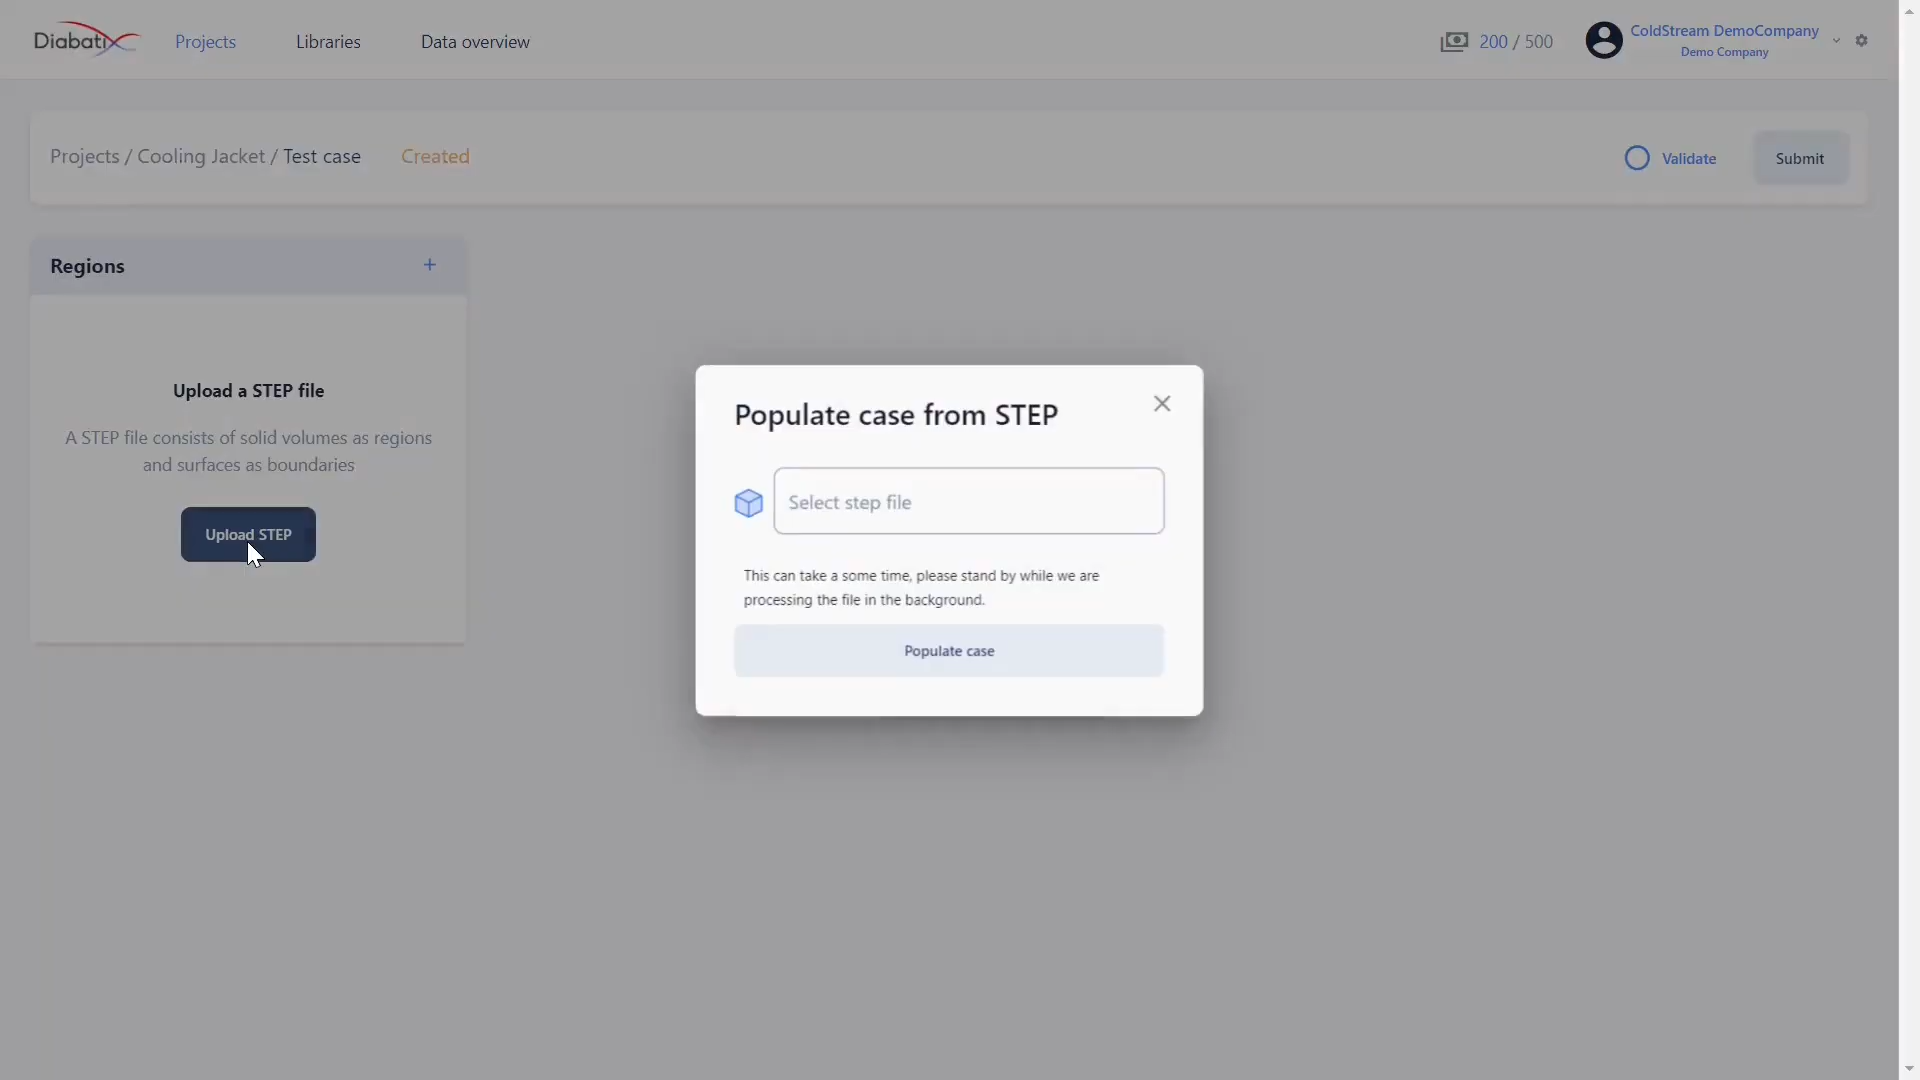 Diabatix
Projects
Libraries
Data overview
200 / 500
ColdStream DemoCompany
Demo Company
Projects / Cooling Jacket / Test case
Created
Validate
Submit
Regions
+
Upload a STEP file
A STEP file consists of solid volumes as regions
and surfaces as boundaries
Upload STEP
Populate case from STEP
Select step file
This can take a some time, please stand by while we are
processing the file in the background.
Populate case